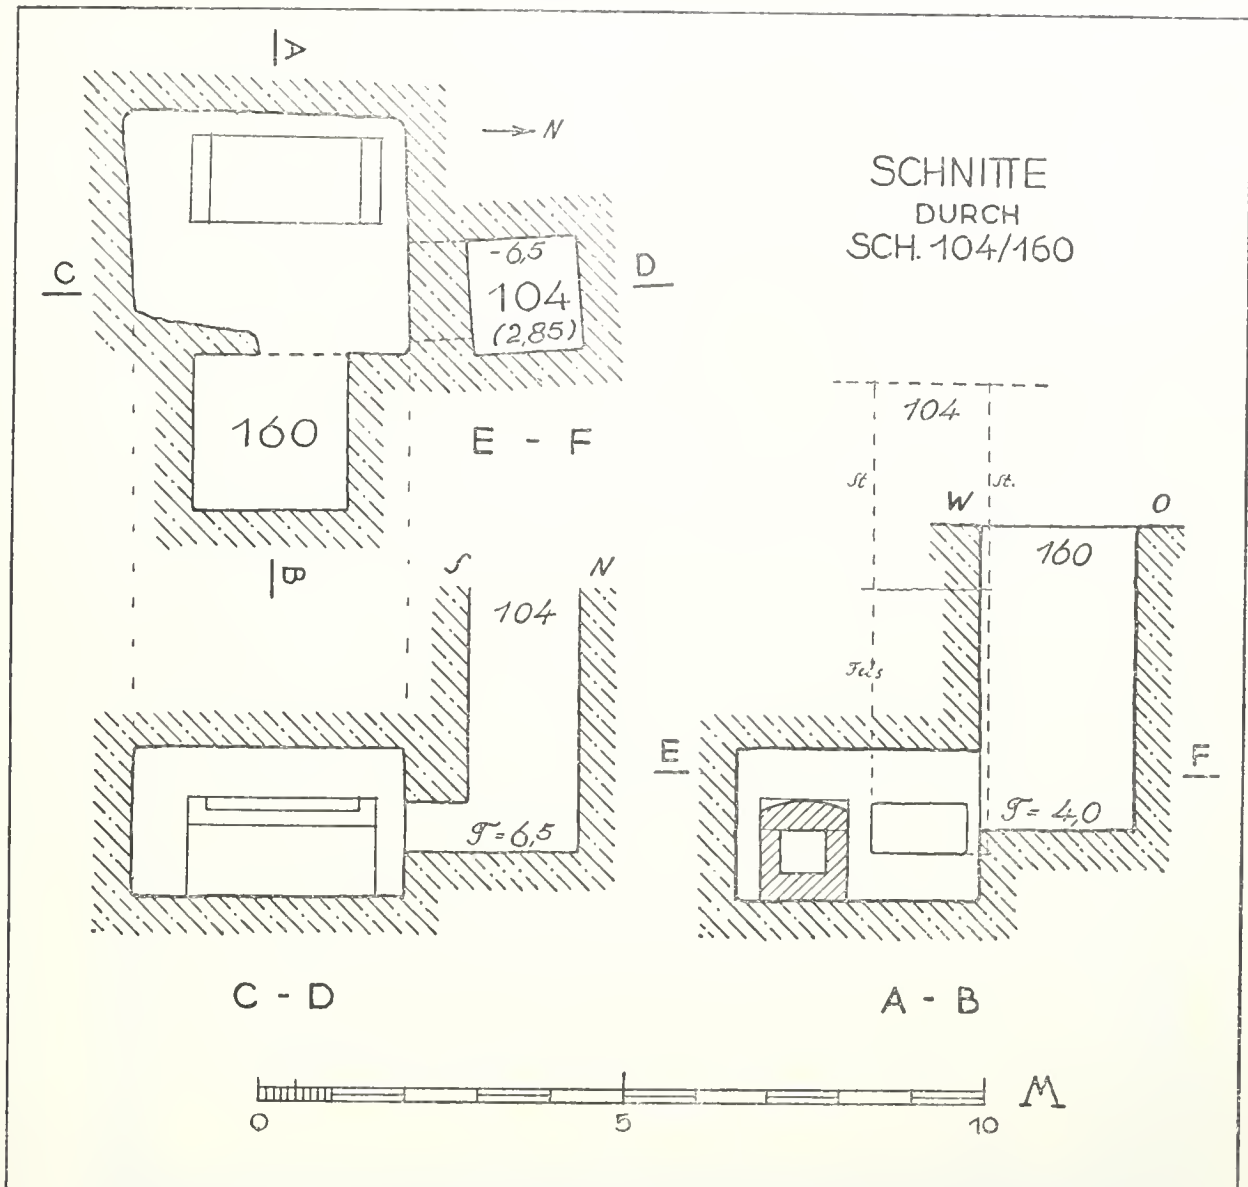 A
N
SCHNITTE
DURCH
SCH. 104/160
C
-6,5
104
(2,85)
D
160
E - F
B
104
St
St.
W
O
160
S
N
104
Fels
E
F
T=6,5
T=4,0
C - D
A - B
M
0
5
10